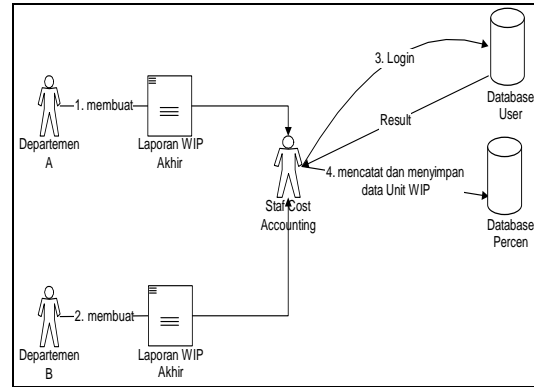 3. Login
Database
User
1. membuat
Departemen
A
Laporan WIP
Akhir
Result
4. mencatat dan menyimpan
data Unit WIP
Staf Cost
Accounting
Database
Percen
2. membuat
Departemen
B
Laporan WIP
Akhir